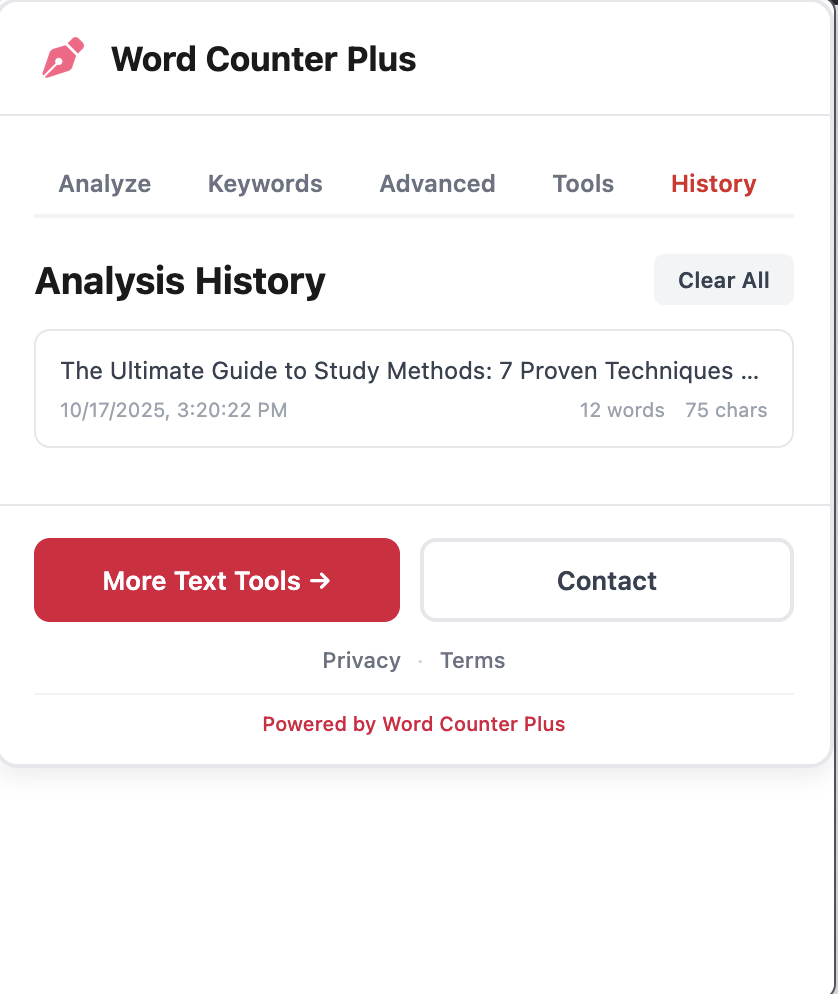 Word Counter Plus
Analyze Keywords Advanced Tools History
Analysis History Clear All
The Ultimate Guide to Study Methods: 7 Proven Techniques ...
10/17/2025, 3:20:22 PM 12 words 75 chars
More Text Tools → Contact
Privacy · Terms
Powered by Word Counter Plus